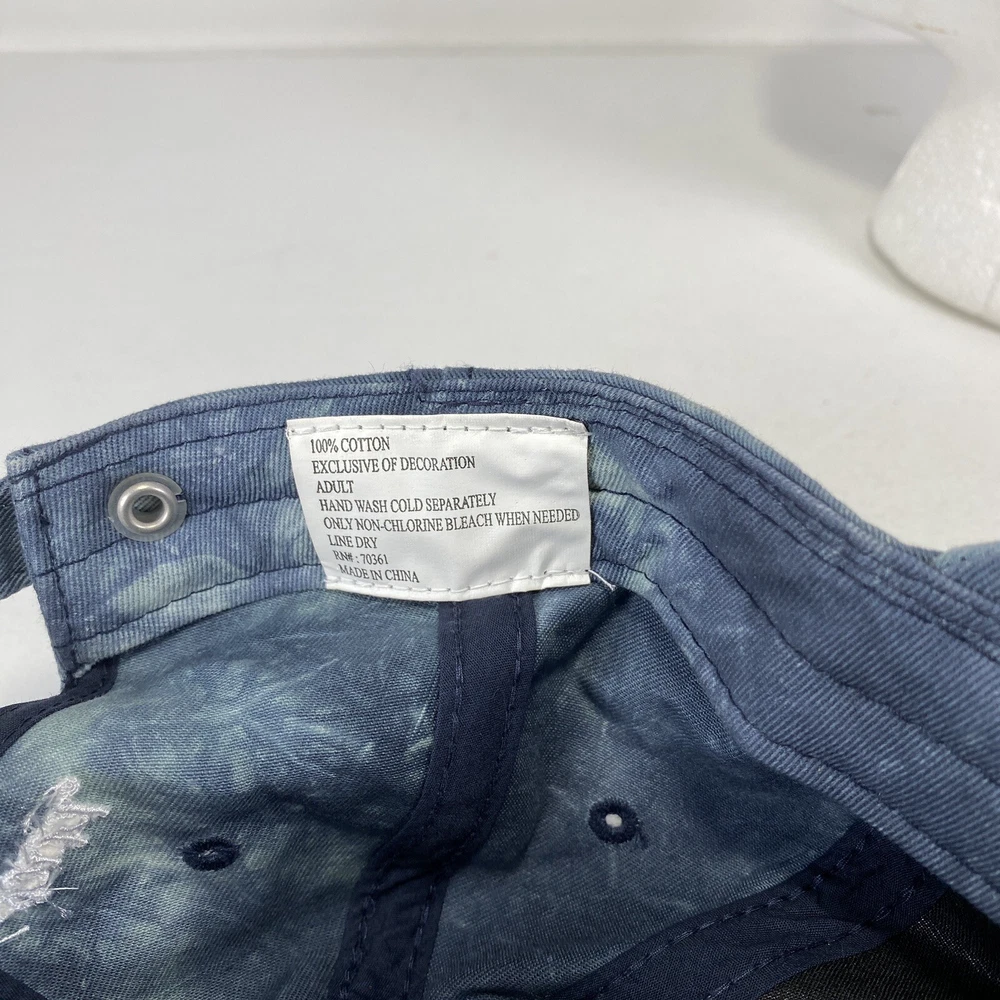 100% COTTON
EXCLUSIVE OF DECORATION
ADULT
HAND WASH COLD SEPARATELY
ONLY NON-CHLORINE BLEACH WHEN NEEDED
LINE DRY
RN# : 70361
MADE IN CHINA